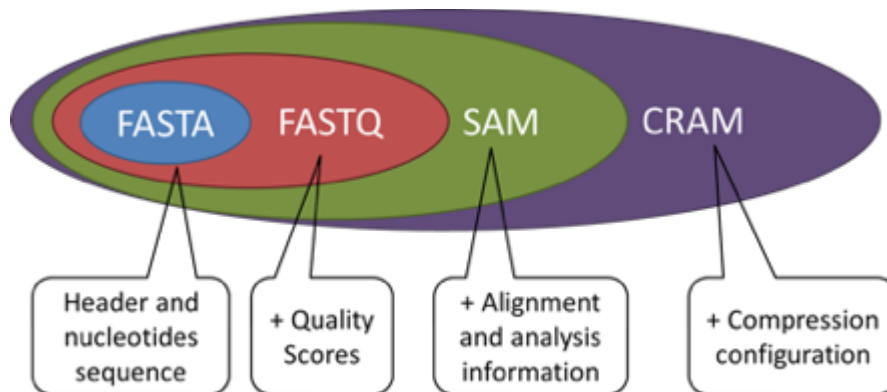 FASTA FASTQ SAM CRAM
Header and
nucleotides
sequence
+ Quality
Scores
+ Alignment
and analysis
information
+ Compression
configuration